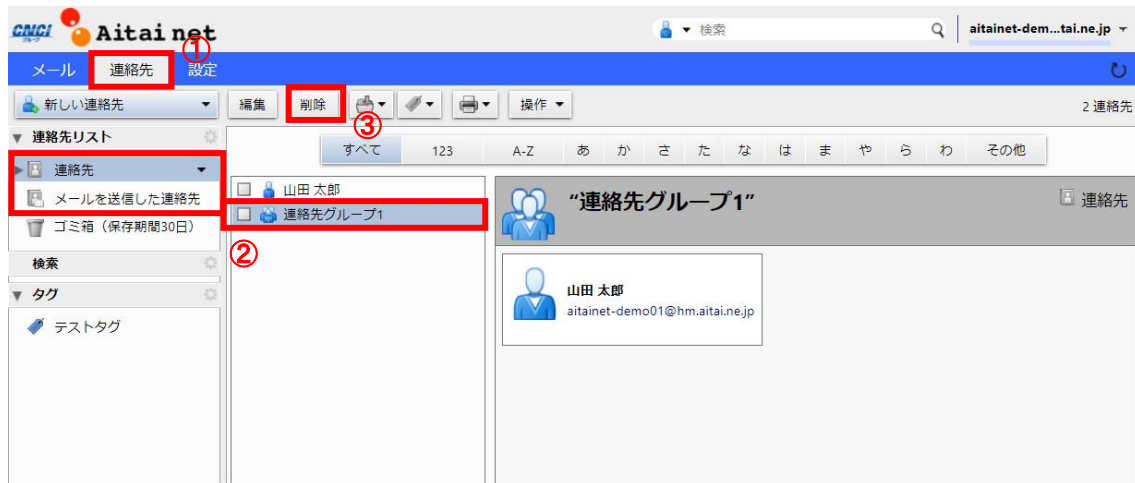 CNCI グループ Aitai net
検索 aitainet-dem...tai.ne.jp
①
メール 連絡先 設定
新しい連絡先 編集 削除 操作 2 連絡先
③
連絡先リスト
すべて 123 A-Z あ か さ た な は ま や ら わ その他
連絡先
メールを送信した連絡先
ゴミ箱（保存期間30日）
検索
タグ
テストタグ
山田 太郎
連絡先グループ1
②
“連絡先グループ1” 連絡先
山田 太郎
aitainet-demo01@hm.aitai.ne.jp